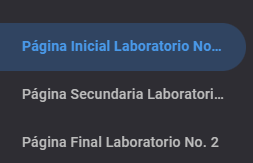 Página Inicial Laboratorio No...
Página Secundaria Laboratori...
Página Final Laboratorio No. 2